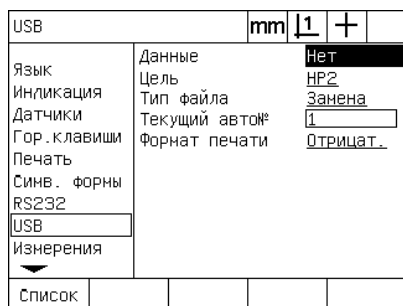 USB mm 1
Язык
Индикация
Датчики
Гор.клавиши
Печать
Симв. формы
RS232
USB
Измерения
Данные Нет
Цель HP2
Тип файла Замена
Текущий авто№ 1
Формат печати Отрицат.
Список